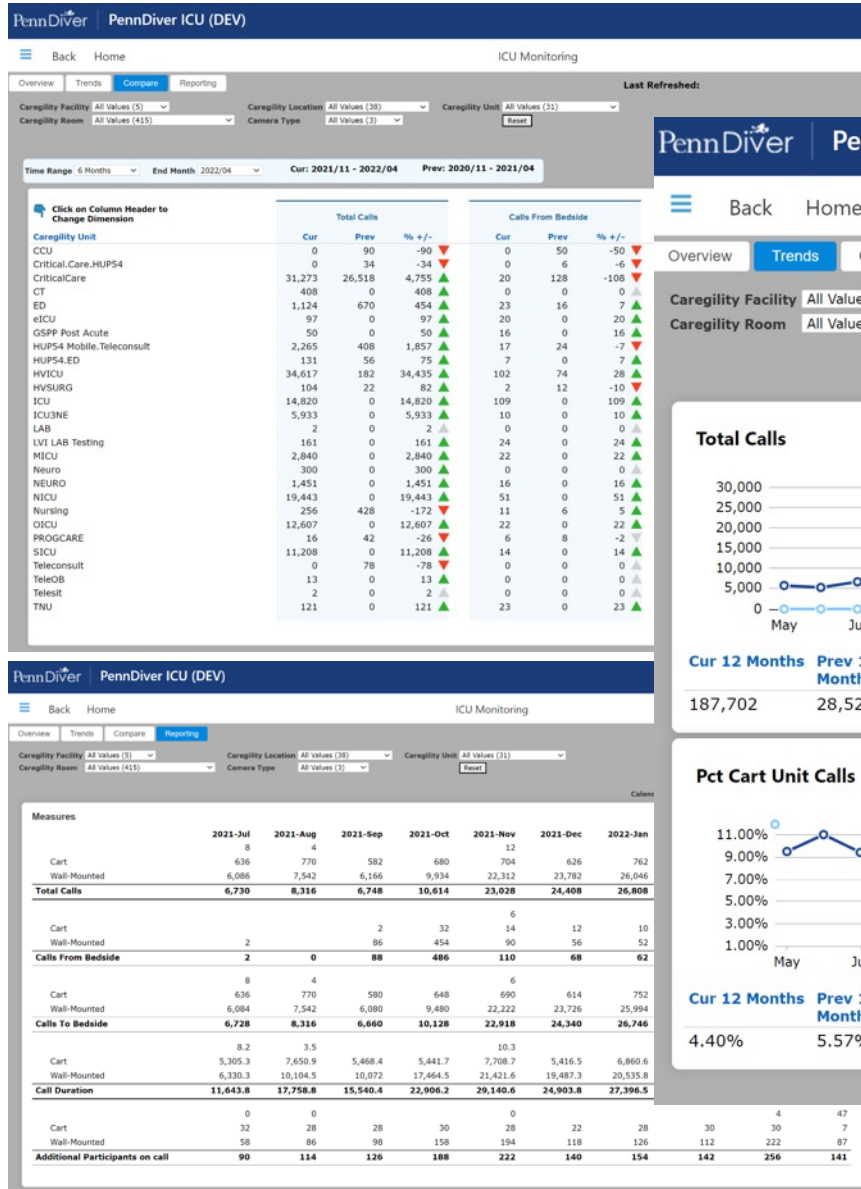 PennDiver PennDiver ICU (DEV)
Back Home ICU Monitoring
Overview Trends Compare Reporting Last Refreshed:
Caregility Facility All Values (5) Caregility Location All Values (38) Caregility Unit All Values (31)
Caregility Room All Values (415) Camera Type All Values (3) Reset
Time Range 6 Months End Month 2022/04 Cur: 2021/11 - 2022/04 Prev: 2020/11 - 2021/04
Click on Column Header to
Change Dimension
Total Calls Calls From Bedside
Caregility Unit Cur Prev % +/- Cur Prev % +/-
CCU 0 90 -90 0 50 -50
Critical.Care.HUP54 0 34 -34 0 6 -6
CriticalCare 31,273 26,518 4,755 20 128 -108
CT 408 0 408 0 0 0
ED 1,124 670 454 23 16 7
eICU 97 0 97 20 0 20
GSPP Post Acute 50 0 50 16 0 16
HUP54 Mobile.Teleconsult 2,265 408 1,857 17 24 -7
HUP54.ED 131 56 75 7 0 7
HVICU 34,617 182 34,435 102 74 28
HVSURG 104 22 82 2 12 -10
ICU 14,820 0 14,820 109 0 109
ICU3NE 5,933 0 5,933 10 0 10
LAB 2 0 2 0 0 0
LVI LAB Testing 161 0 161 24 0 24
MICU 2,840 0 2,840 22 0 22
Neuro 300 0 300 0 0 0
NEURO 1,451 0 1,451 16 0 16
NICU 19,443 0 19,443 51 0 51
Nursing 256 428 -172 11 6 5
OICU 12,607 0 12,607 22 0 22
PROGCARE 16 42 -26 6 8 -2
SICU 11,208 0 11,208 14 0 14
Teleconsult 0 78 -78 0 0 0
TeleOB 13 0 13 0 0 0
Telesit 2 0 2 0 0 0
TNU 121 0 121 23 0 23
PennDiver Pe
Back Home
Overview Trends
Caregility Facility All Value
Caregility Room All Value
Total Calls
30,000
25,000
20,000
15,000
10,000
5,000
0
May Ju
Cur 12 Months Prev 1
Month
187,702 28,52
Pct Cart Unit Calls
11.00%
9.00%
7.00%
5.00%
3.00%
1.00%
May Ju
Cur 12 Months Prev 1
Month
4.40% 5.57%
PennDiver PennDiver ICU (DEV)
Back Home ICU Monitoring
Overview Trends Compare Reporting
Caregility Facility All Values (5) Caregility Location All Values (38) Caregility Unit All Values (31)
Caregility Room All Values (415) Camera Type All Values (3) Reset
Calend
Measures
2021-Jul 2021-Aug 2021-Sep 2021-Oct 2021-Nov 2021-Dec 2022-Jan
8 4 12
Cart 636 770 582 680 704 626 762
Wall-Mounted 6,086 7,542 6,166 9,934 22,312 23,782 26,046
Total Calls 6,730 8,316 6,748 10,614 23,028 24,408 26,808
6
Cart 2 32 14 12 10
Wall-Mounted 2 86 454 90 56 52
Calls From Bedside 2 0 88 486 110 68 62
8 4 6
Cart 636 770 580 648 690 614 752
Wall-Mounted 6,084 7,542 6,080 9,480 22,222 23,726 25,994
Calls To Bedside 6,728 8,316 6,660 10,128 22,918 24,340 26,746
8.2 3.5 10.3
Cart 5,305.3 7,650.9 5,468.4 5,441.7 7,708.7 5,416.5 6,860.6
Wall-Mounted 6,330.3 10,104.5 10,072 17,464.5 21,421.6 19,487.3 20,535.8
Call Duration 11,643.8 17,758.8 15,540.4 22,906.2 29,140.6 24,903.8 27,396.5
0 0 0 4 47
Cart 32 28 28 30 28 22 28 30 30 7
Wall-Mounted 58 86 98 158 194 118 126 112 222 87
Additional Participants on call 90 114 126 188 222 140 154 142 256 141